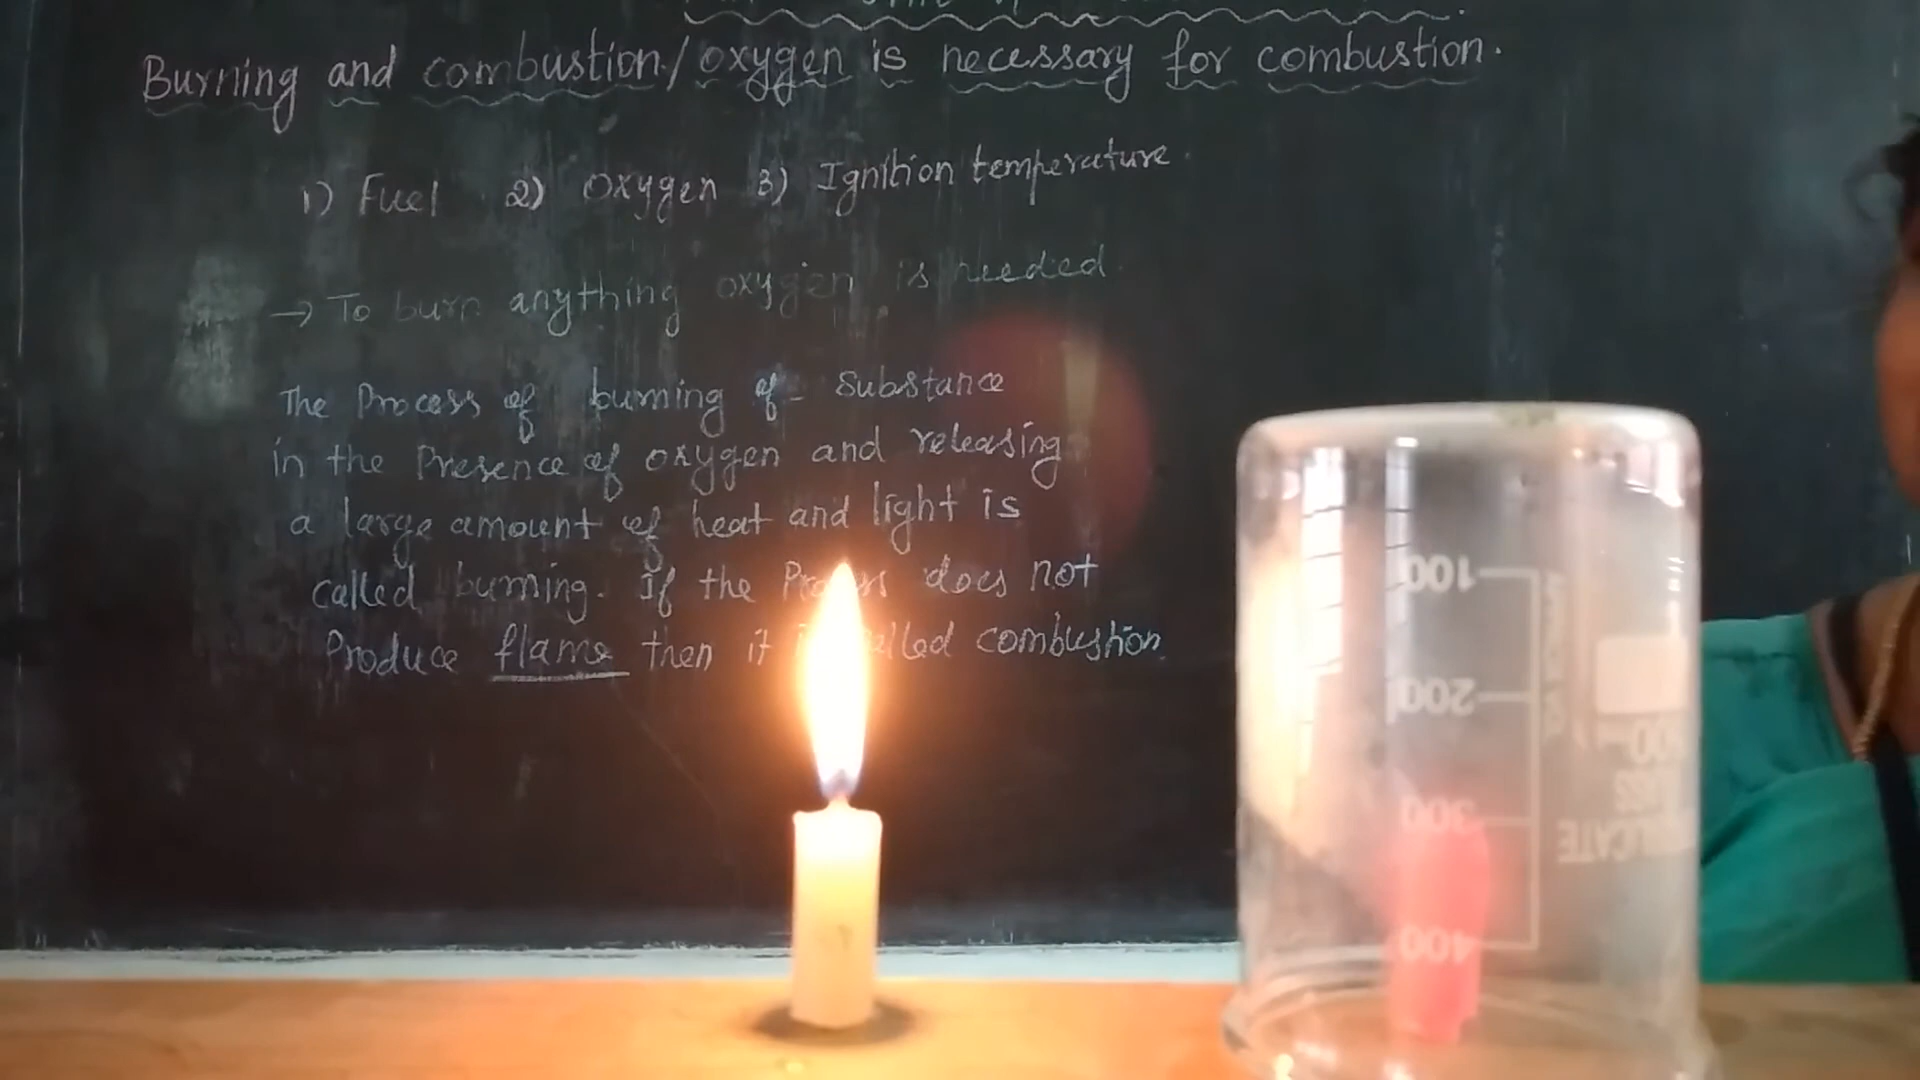 Burning and combustion/oxygen is necessary for combustion.
1) Fuel 2) Oxygen 3) Ignition temperature
→ To burn anything oxygen is needed.
The Process of burning of Substance
in the Presence of oxygen and releasing
a large amount of heat and light is
called burning. If the Process does not
Produce flame then it called combustion.
100
200
300
400